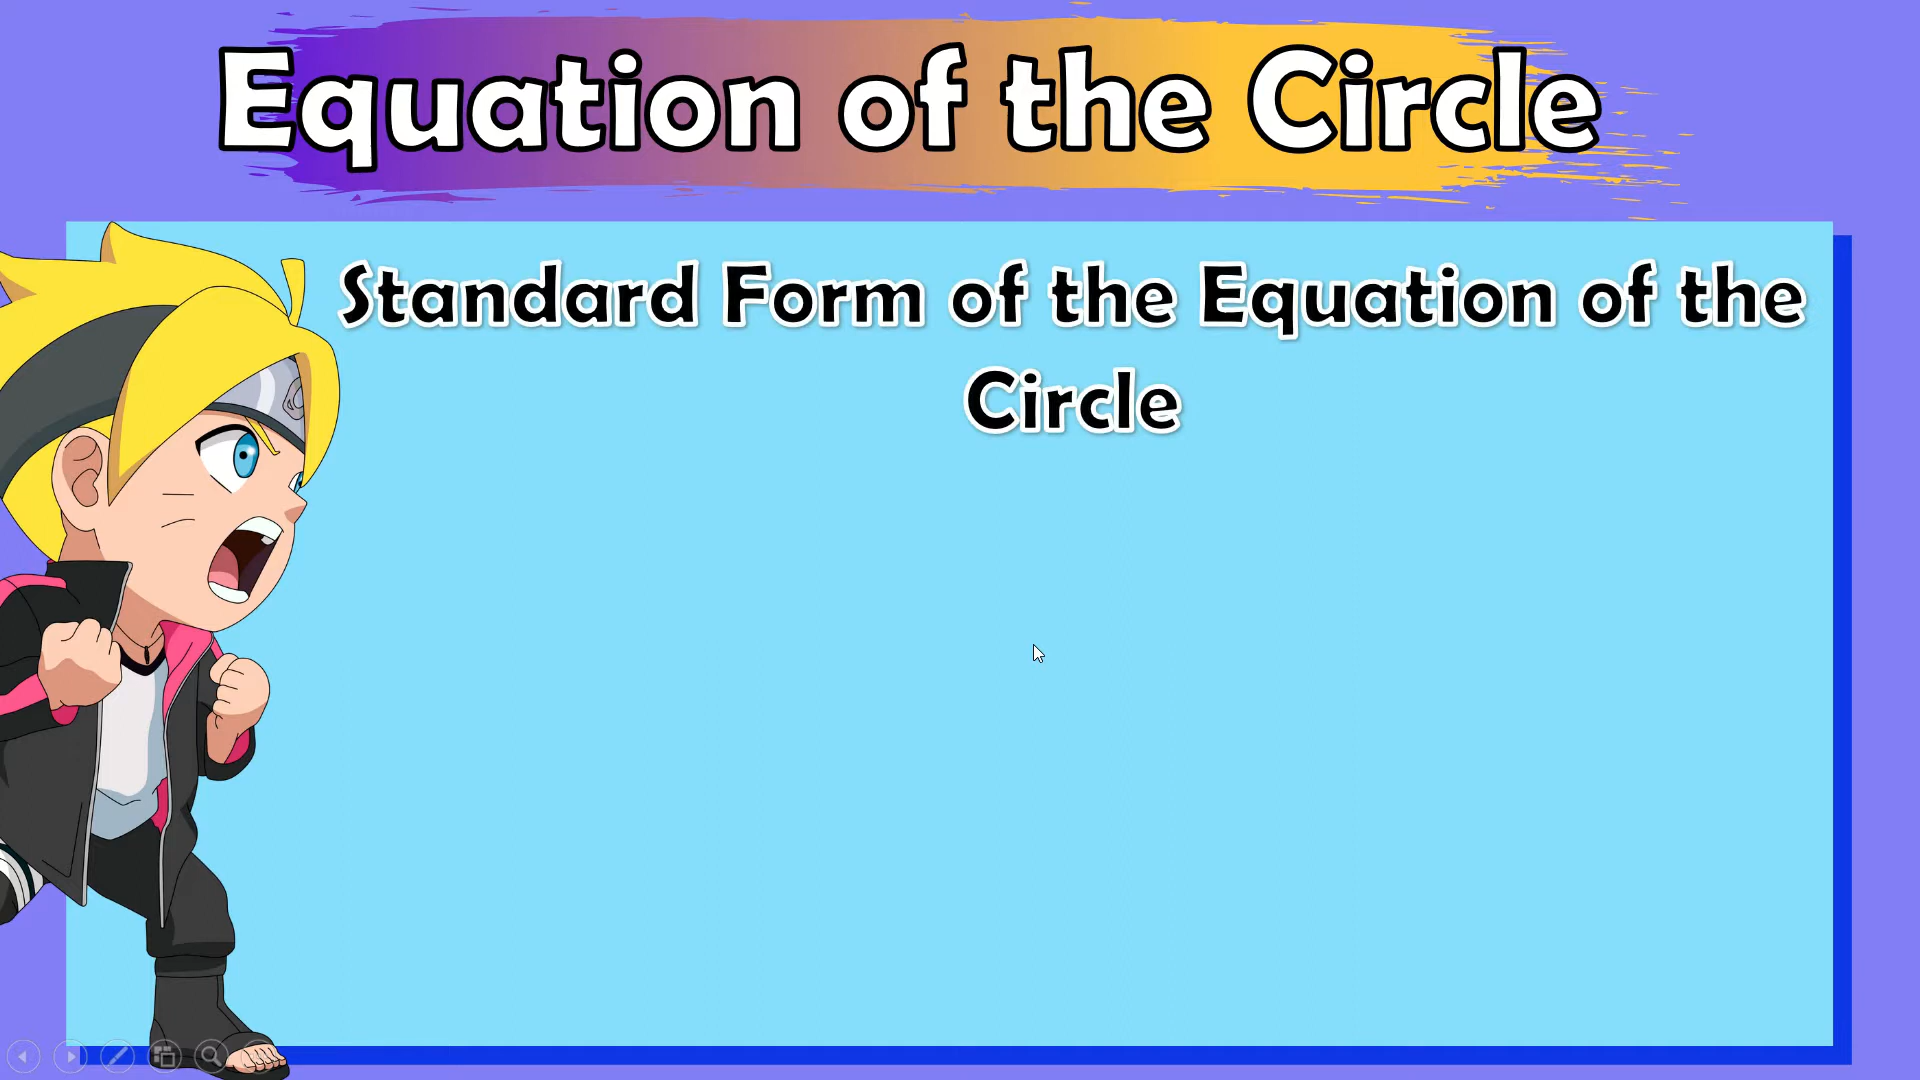 Equation of the Circle
Standard Form of the Equation of the
Circle